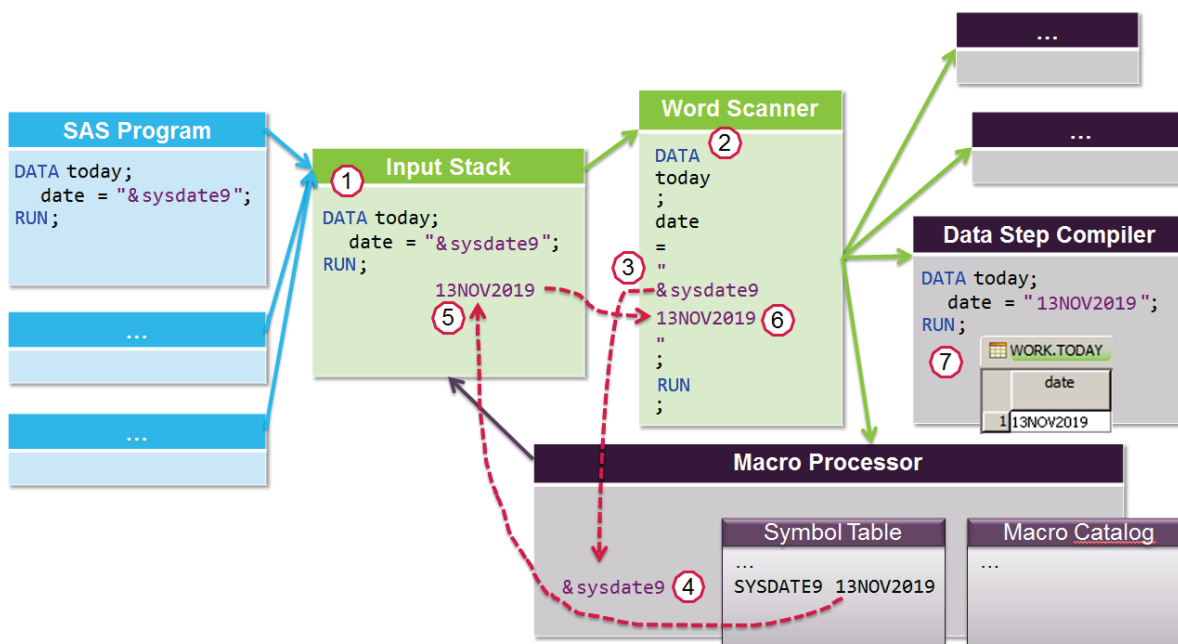 SAS Program
DATA today;
date = "&sysdate9";
RUN;
...
...
Input Stack
1
DATA today;
date = "&sysdate9";
RUN;
13NOV2019
5
Word Scanner
2
DATA
today
;
date
=
"
3
&sysdate9
13NOV2019
6
"
;
RUN
;
...
...
Data Step Compiler
DATA today;
date = "13NOV2019";
RUN;
7
WORK.TODAY
date
1 13NOV2019
Macro Processor
&sysdate9
4
Symbol Table
...
SYSDATE9 13NOV2019
Macro Catalog
...